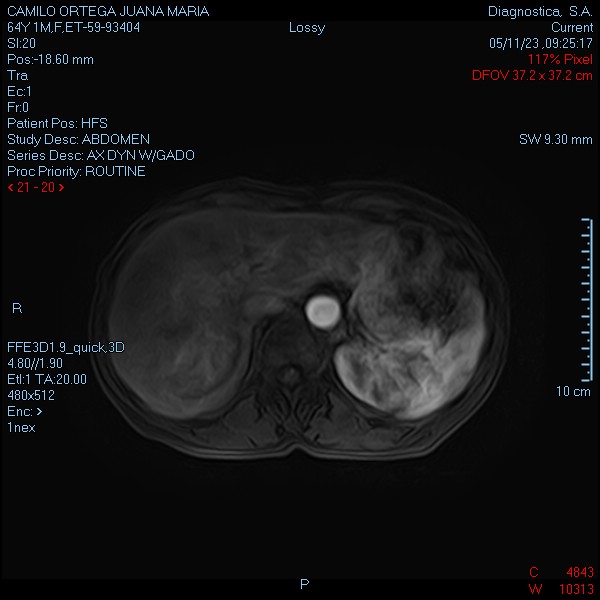 CAMILO ORTEGA JUANA MARIA
64Y 1M,F,ET-59-93404
Sl:20
Pos:-18.60 mm
Tra
Ec:1
Fr:0
Patient Pos: HFS
Study Desc: ABDOMEN
Series Desc: AX DYN W/GADO
Proc Priority: ROUTINE
< 21 - 20 >
Lossy
Diagnostica, S.A.
Current
05/11/23 ,09:25:17
117% Pixel
DFOV 37.2 x 37.2 cm
SW 9.30 mm
R
FFE3D1.9_quick,3D
4.80//1.90
Etl:1 TA:20.00
480x512
Enc: >
1nex
10 cm
P
C 4843
W 10313